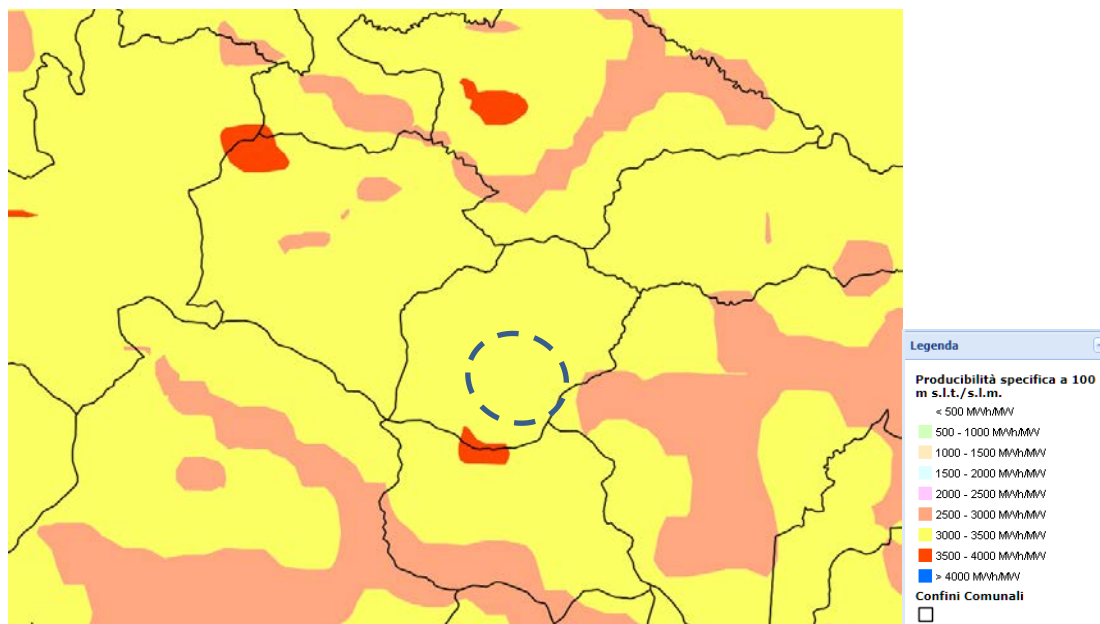 Legenda
Producibilità specifica a 100
m s.l.t./s.l.m.
< 500 MWh/MW
500 - 1000 MWh/MW
1000 - 1500 MWh/MW
1500 - 2000 MWh/MW
2000 - 2500 MWh/MW
2500 - 3000 MWh/MW
3000 - 3500 MWh/MW
3500 - 4000 MWh/MW
> 4000 MWh/MW
Confini Comunali